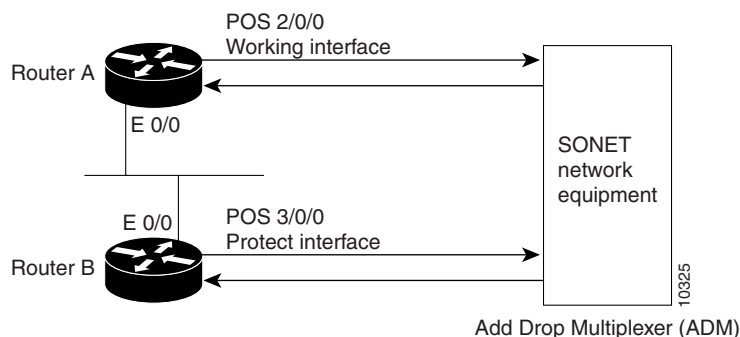 POS 2/0/0
Working interface
Router A
E 0/0
SONET
network
equipment
E 0/0
POS 3/0/0
Protect interface
Router B
10325
Add Drop Multiplexer (ADM)